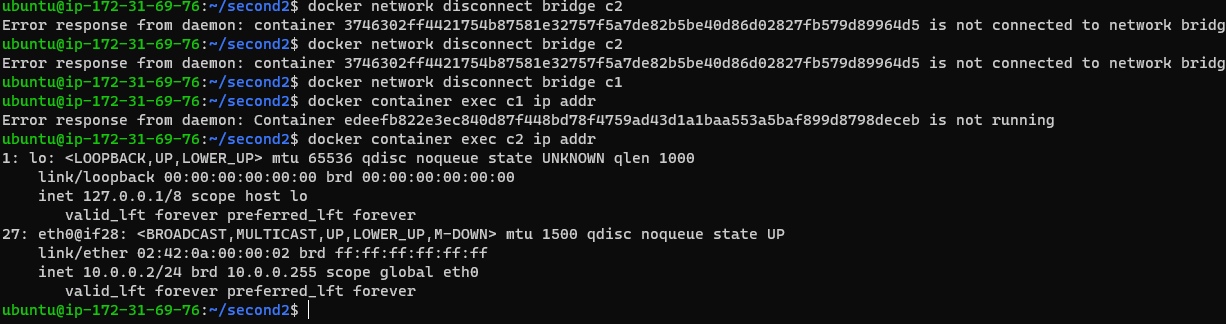 ubuntu@ip-172-31-69-76:~/second2$ docker network disconnect bridge c2
Error response from daemon: container 3746302ff4421754b87581e32757f5a7de82b5be40d86d02827fb579d89964d5 is not connected to network bridg
ubuntu@ip-172-31-69-76:~/second2$ docker network disconnect bridge c2
Error response from daemon: container 3746302ff4421754b87581e32757f5a7de82b5be40d86d02827fb579d89964d5 is not connected to network bridg
ubuntu@ip-172-31-69-76:~/second2$ docker network disconnect bridge c1
ubuntu@ip-172-31-69-76:~/second2$ docker container exec c1 ip addr
Error response from daemon: Container edeefb822e3ec840d87f448bd78f4759ad43d1a1baa553a5baf899d8798deceb is not running
ubuntu@ip-172-31-69-76:~/second2$ docker container exec c2 ip addr
1: lo: <LOOPBACK,UP,LOWER_UP> mtu 65536 qdisc noqueue state UNKNOWN qlen 1000
    link/loopback 00:00:00:00:00:00 brd 00:00:00:00:00:00
    inet 127.0.0.1/8 scope host lo
       valid_lft forever preferred_lft forever
27: eth0@if28: <BROADCAST,MULTICAST,UP,LOWER_UP,M-DOWN> mtu 1500 qdisc noqueue state UP
    link/ether 02:42:0a:00:00:02 brd ff:ff:ff:ff:ff:ff
    inet 10.0.0.2/24 brd 10.0.0.255 scope global eth0
       valid_lft forever preferred_lft forever
ubuntu@ip-172-31-69-76:~/second2$